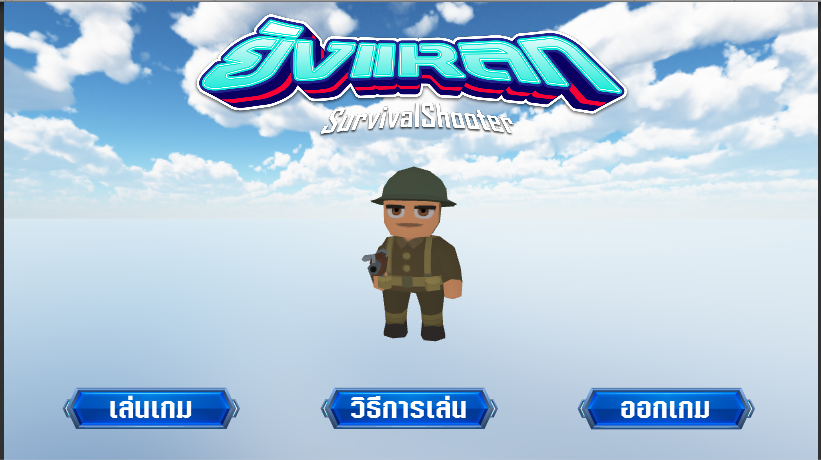 ยิงแหลก
SurvivalShooter
เล่นเกม
วิธีการเล่น
ออกเกม